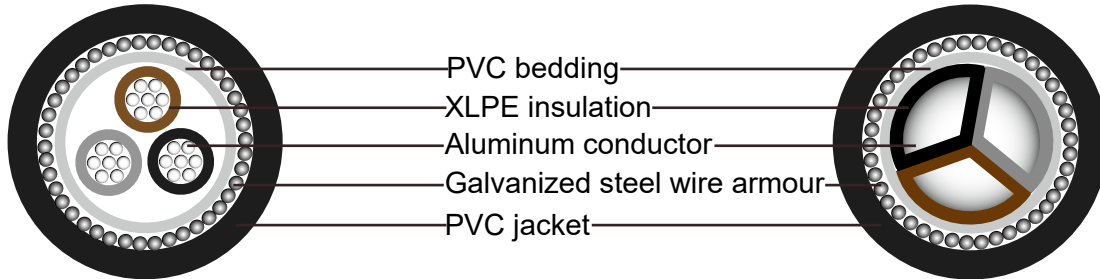 PVC bedding
XLPE insulation
Aluminum conductor
Galvanized steel wire armour
PVC jacket